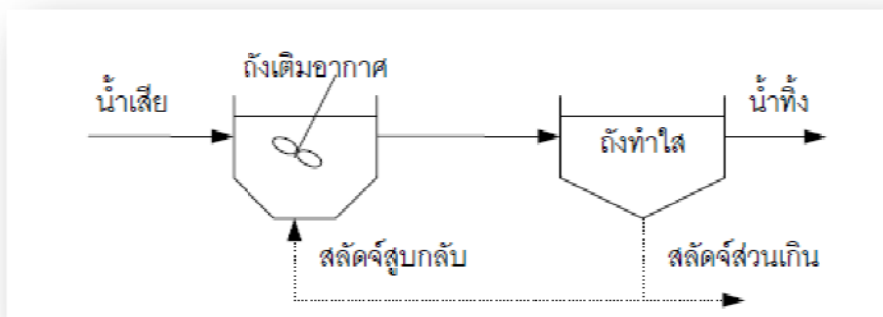 ถังเติมอากาศ
น้ำเสีย
น้ำทิ้ง
ถังทำใส
สลัดจ์สูบกลับ
สลัดจ์ส่วนเกิน